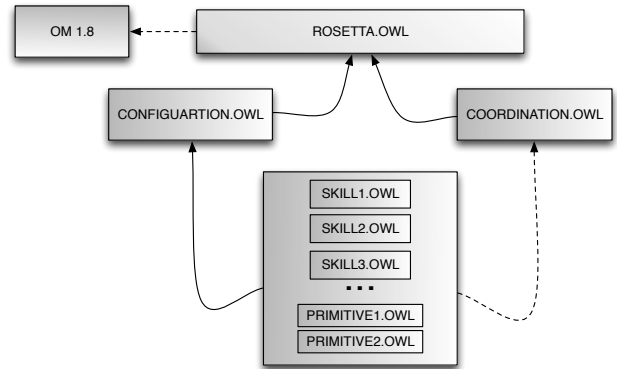 OM 1.8
ROSETTA.OWL
CONFIGUARTION.OWL
COORDINATION.OWL
SKILL1.OWL
SKILL2.OWL
SKILL3.OWL
...
PRIMITIVE1.OWL
PRIMITIVE2.OWL